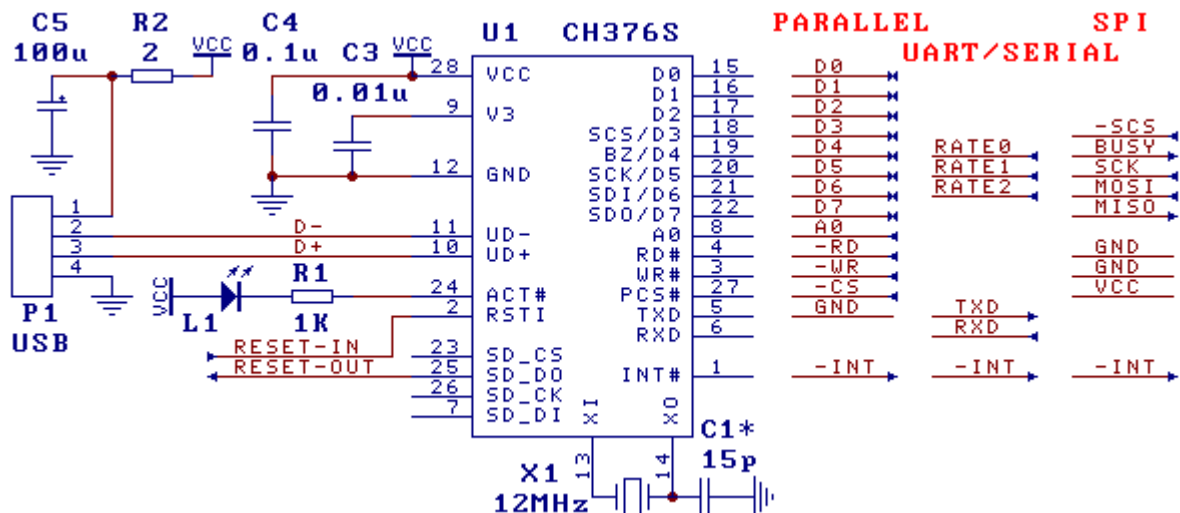 C5 R2 C4 U1 CH376S PARALLEL SPI
100u 2 VCC 0.1u C3 VCC UART/SERIAL
0.01u
28 VCC D0 15 D0
D1 16 D1
9 V3 D2 17 D2
SCS/D3 18 D3 -SCS
BZ/D4 19 D4 RATE0 BUSY
12 GND SCK/D5 20 D5 RATE1 SCK
SDI/D6 21 D6 RATE2 MOSI
1 SDO/D7 22 D7 MISO
2 D- 11 UD- A0 8 A0
3 D+ 10 UD+ RD# 4 -RD GND
4 R1 WR# 3 -WR GND
VCC 24 ACT# PCS# 27 -CS VCC
P1 L1 1K 2 RSTI TXD 5 GND TXD
USB RXD 6 RXD
RESET-IN 23 SD_CS
RESET-OUT 25 SD_DO INT# 1 -INT -INT -INT
26 SD_CK
7 SD_DI XI XO
C1*
X1 13 14 15p
12MHz